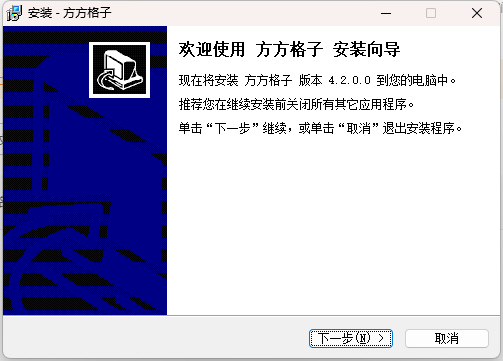 安装 - 方方格子
欢迎使用 方方格子 安装向导
现在将安装 方方格子 版本 4.2.0.0 到您的电脑中。
推荐您在继续安装前关闭所有其它应用程序。
单击“下一步”继续，或单击“取消”退出安装程序。
下一步(N) >
取消